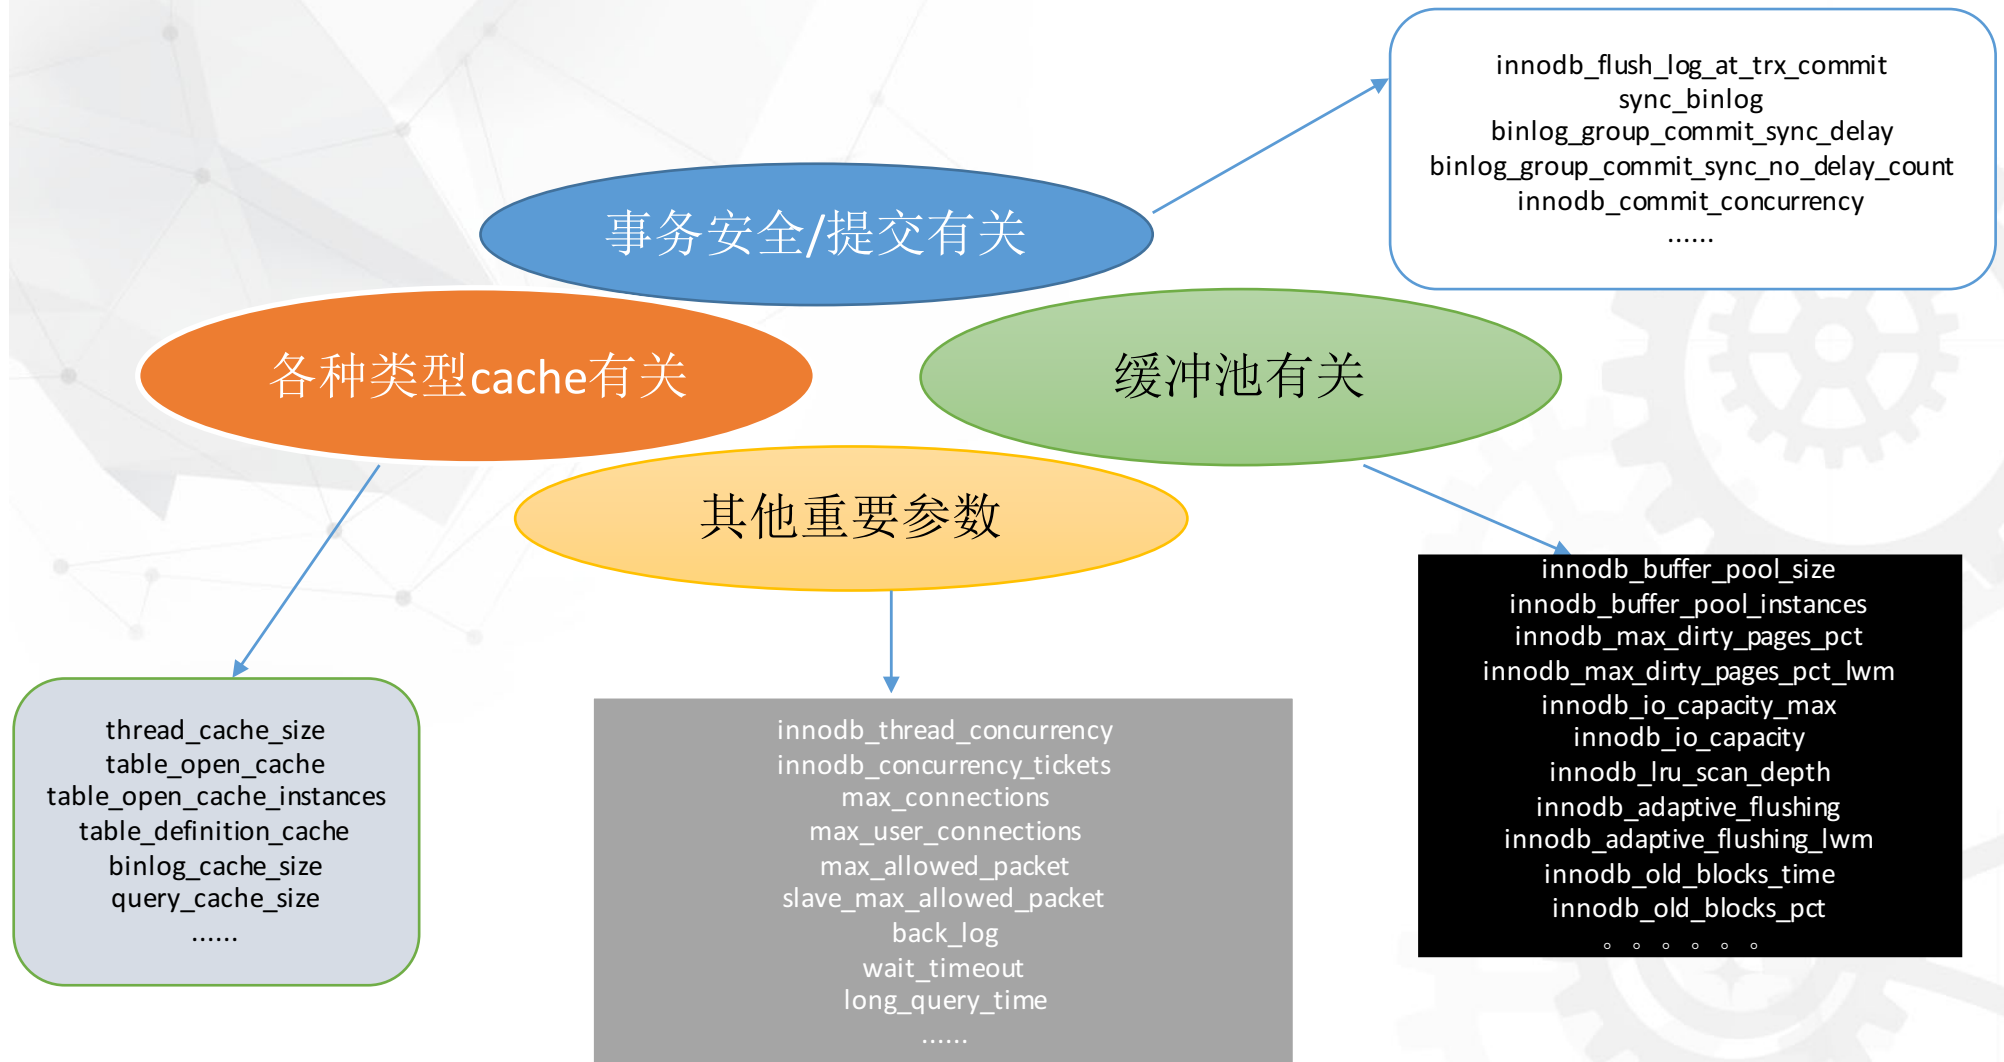 innodb_flush_log_at_trx_commit
sync_binlog
binlog_group_commit_sync_delay
binlog_group_commit_sync_no_delay_count
innodb_commit_concurrency
......
事务安全/提交有关
各种类型cache有关
缓冲池有关
其他重要参数
thread_cache_size
table_open_cache
table_open_cache_instances
table_definition_cache
binlog_cache_size
query_cache_size
......
innodb_thread_concurrency
innodb_concurrency_tickets
max_connections
max_user_connections
max_allowed_packet
slave_max_allowed_packet
back_log
wait_timeout
long_query_time
......
innodb_buffer_pool_size
innodb_buffer_pool_instances
innodb_max_dirty_pages_pct
innodb_max_dirty_pages_pct_lwm
innodb_io_capacity_max
innodb_io_capacity
innodb_lru_scan_depth
innodb_adaptive_flushing
innodb_adaptive_flushing_lwm
innodb_old_blocks_time
innodb_old_blocks_pct
。。。。。。